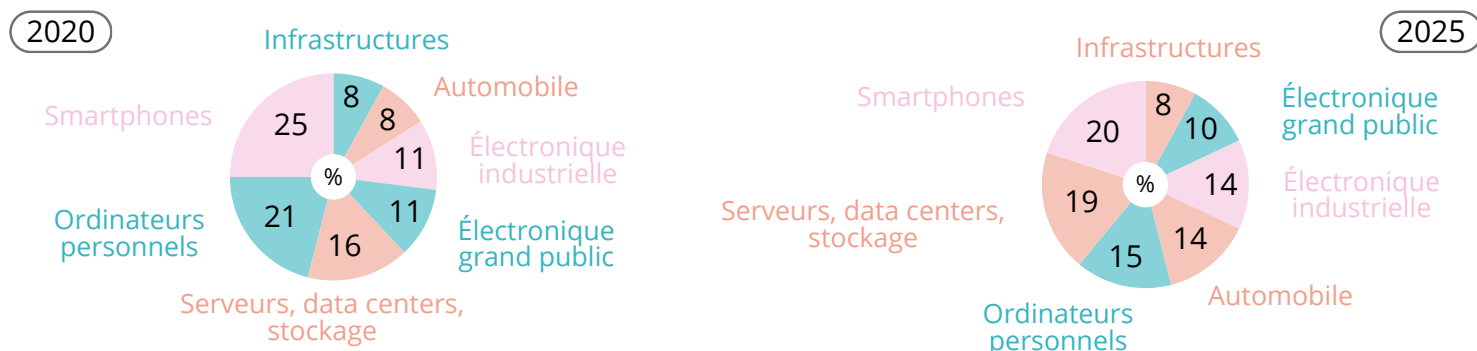 2020
Infrastructures
8
Automobile
8
Électronique
industrielle
11
Électronique
grand public
11
Serveurs, data centers,
stockage
16
Ordinateurs
personnels
21
Smartphones
25
%
2025
Infrastructures
8
Électronique
grand public
10
Électronique
industrielle
14
Automobile
14
Ordinateurs
personnels
15
Serveurs, data centers,
stockage
19
Smartphones
20
%